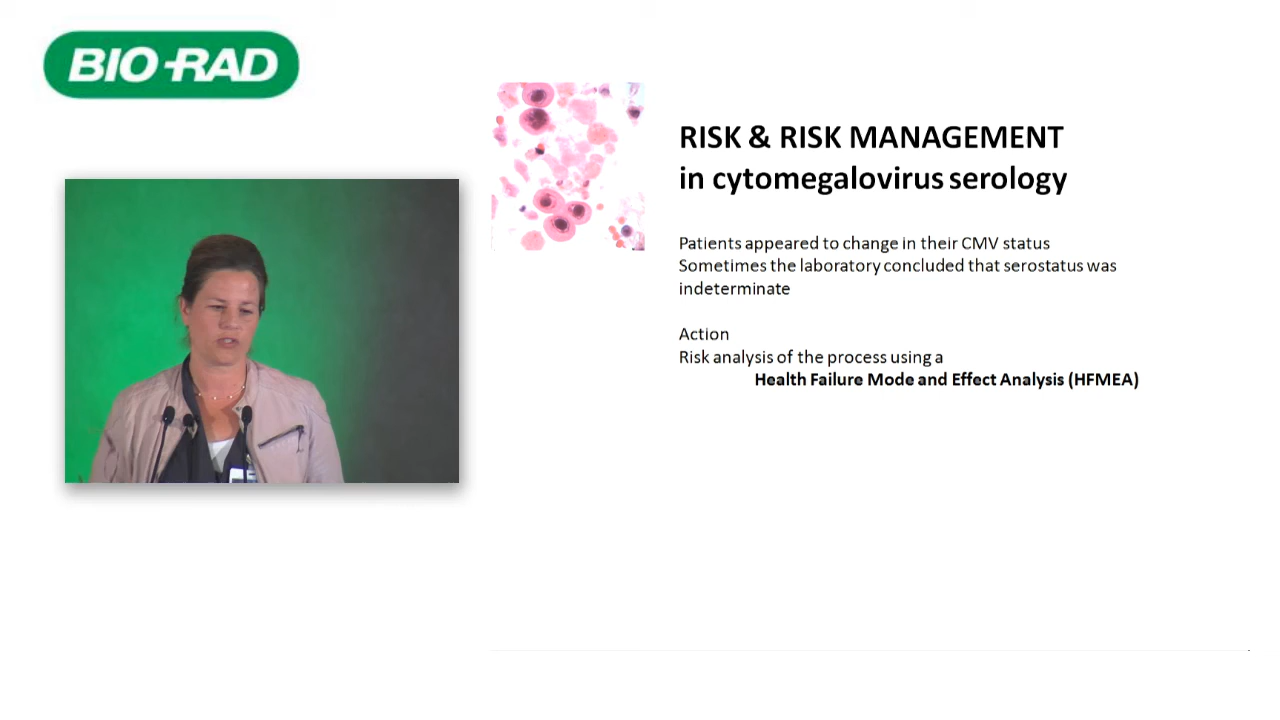 BIO-RAD
RISK & RISK MANAGEMENT
in cytomegalovirus serology
Patients appeared to change in their CMV status
Sometimes the laboratory concluded that serostatus was
indeterminate
Action
Risk analysis of the process using a
Health Failure Mode and Effect Analysis (HFMEA)